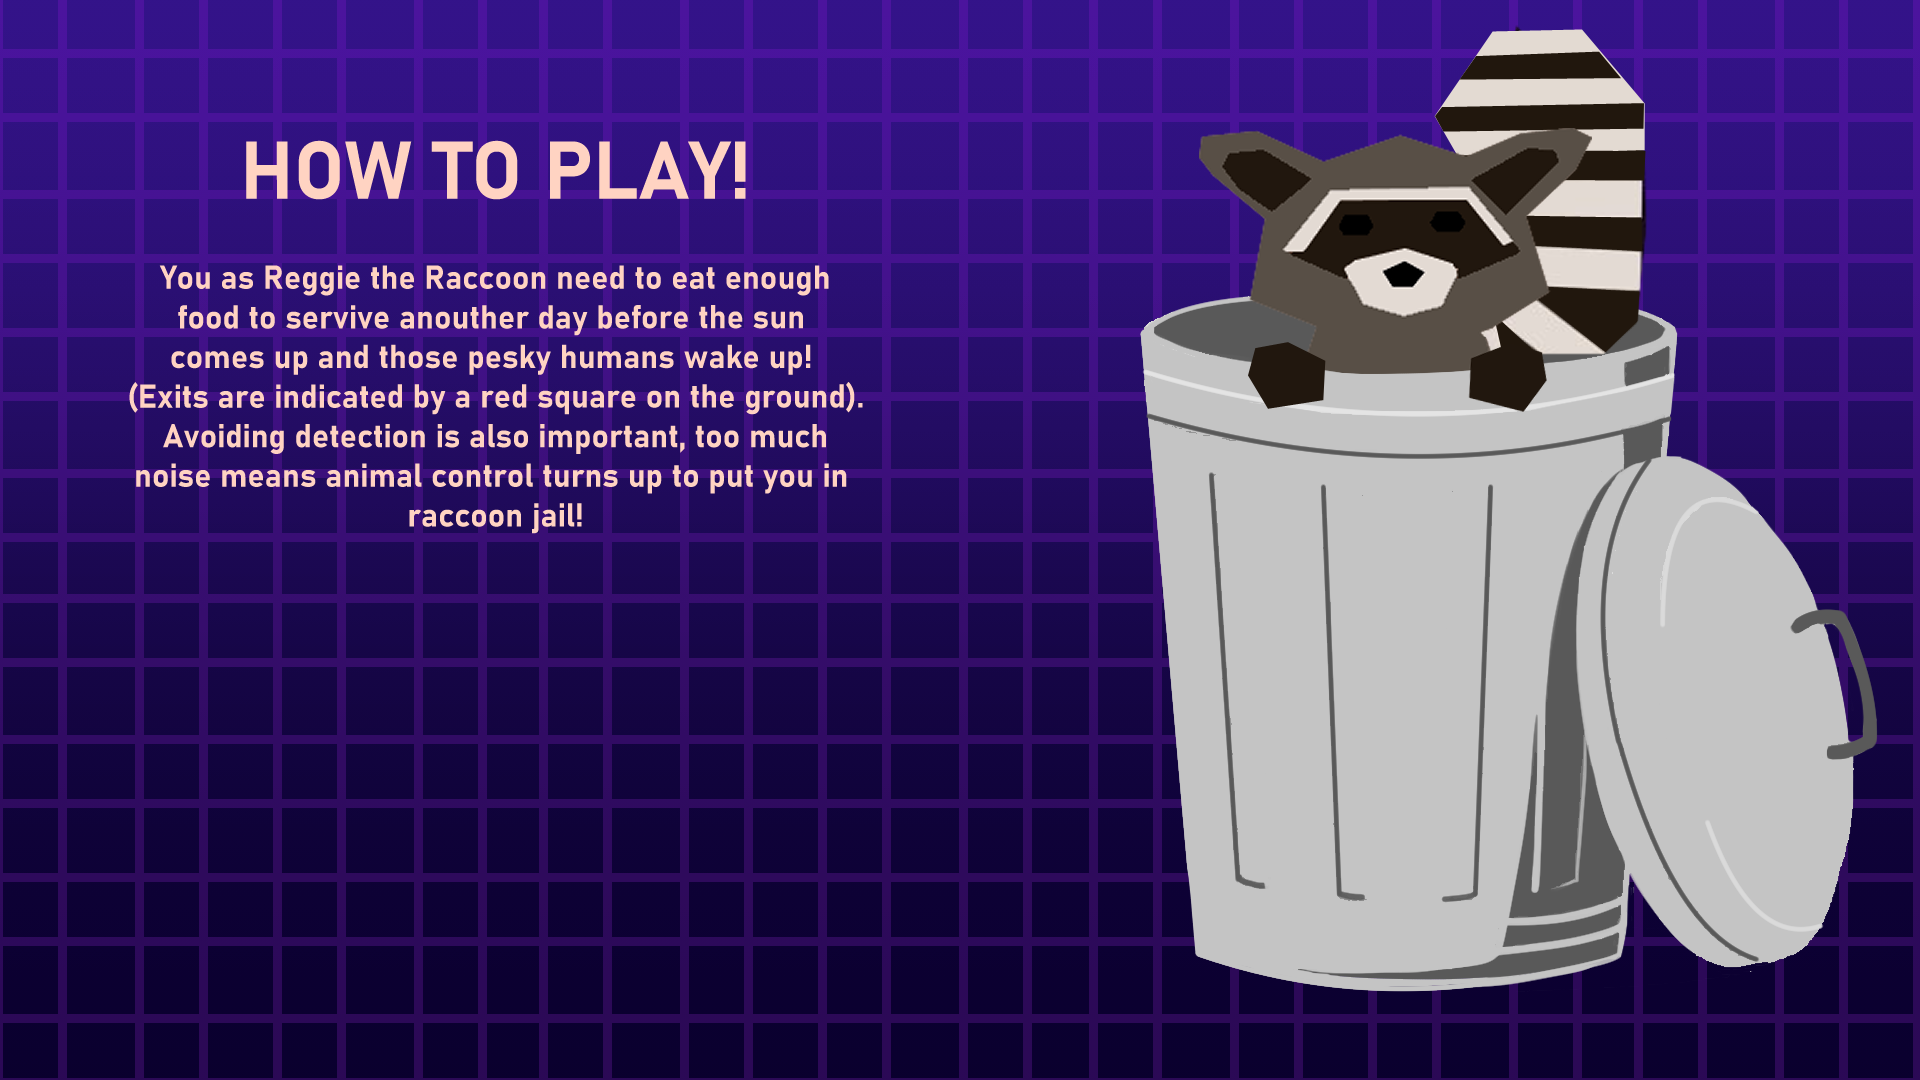 HOW TO PLAY!
You as Reggie the Raccoon need to eat enough
food to servive anouther day before the sun
comes up and those pesky humans wake up!
(Exits are indicated by a red square on the ground).
Avoiding detection is also important, too much
noise means animal control turns up to put you in
raccoon jail!